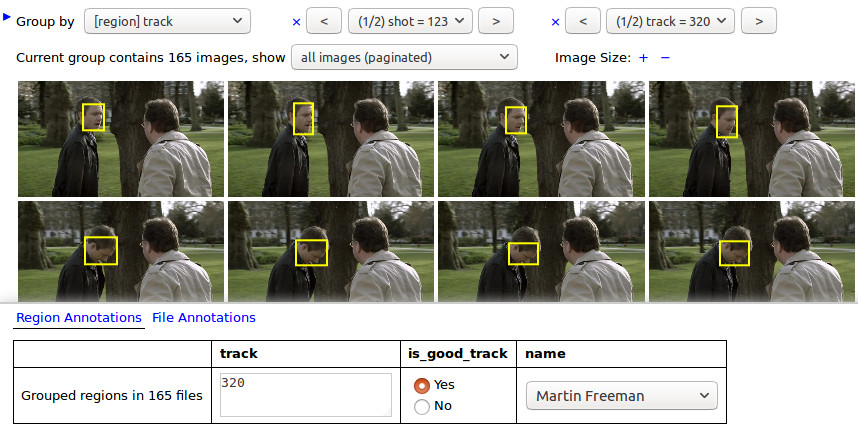 Group by [region] track × < (1/2) shot = 123 > × < (1/2) track = 320 >
Current group contains 165 images, show all images (paginated) Image Size: + −
Region Annotations File Annotations
track is_good_track name
Grouped regions in 165 files 320 Yes Martin Freeman
No